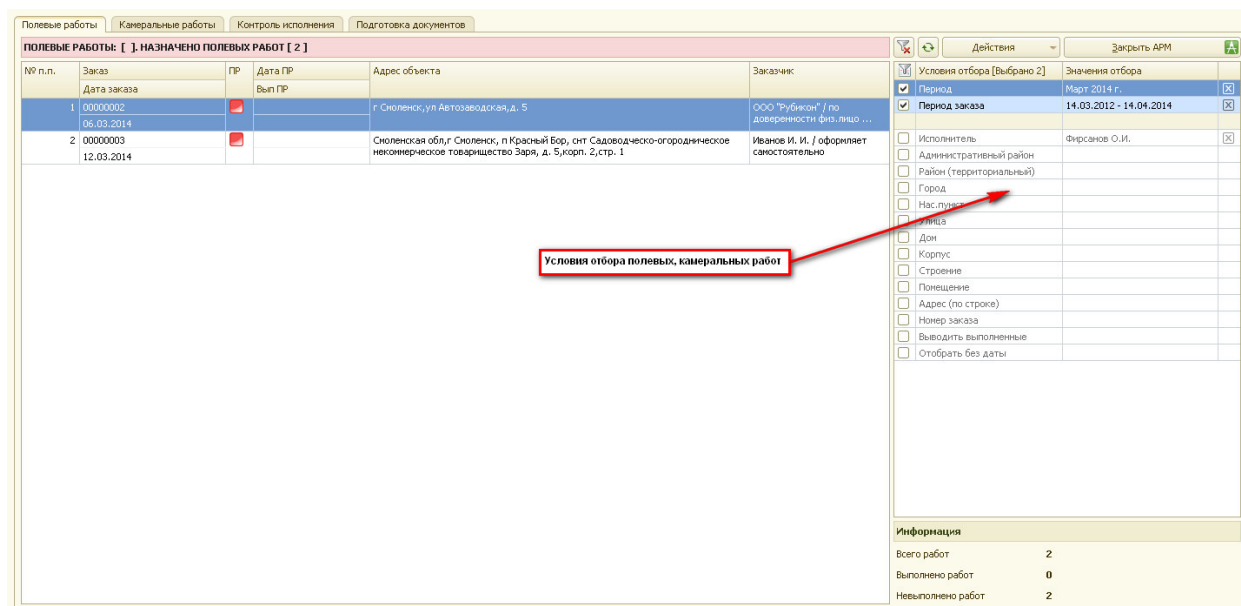 Полевые работы Камеральные работы Контроль исполнения Подготовка документов
ПОЛЕВЫЕ РАБОТЫ: [ ]. НАЗНАЧЕНО ПОЛЕВЫХ РАБОТ [ 2 ]
Действия
Закрыть АРМ
№ п.п. Заказ ПР Дата ПР Адрес объекта Заказчик
Дата заказа Вып ПР
1 00000002 г Смоленск,ул Автозаводская,д. 5 ООО "Рубикон" / по
06.03.2014 доверенности физ.лицо ...
2 00000003 Смоленская обл,г Смоленск, п Красный Бор, снт Садоводческо-огородническое Иванов И. И. / оформляет
12.03.2014 некоммерческое товарищество Заря, д. 5,корп. 2,стр. 1 самостоятельно
Условия отбора [Выбрано 2] Значения отбора
Период Март 2014 г.
Период заказа 14.03.2012 - 14.04.2014
Исполнитель Фирсанов О.И.
Административный район
Район (территориальный)
Город
Нас.пункт
Улица
Дом
Корпус
Строение
Помещение
Адрес (по строке)
Номер заказа
Выводить выполненные
Отобрать без даты
Условия отбора полевых, камеральных работ
Информация
Всего работ 2
Выполнено работ 0
Невыполнено работ 2